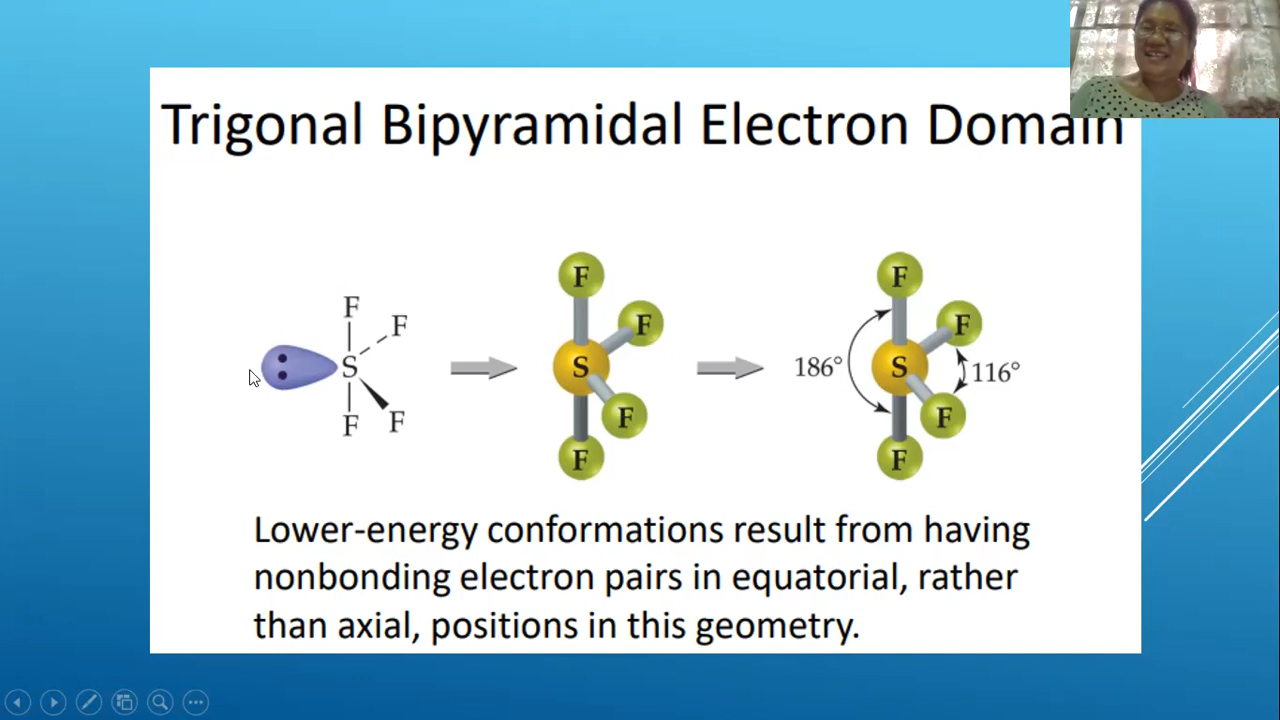 Trigonal Bipyramidal Electron Domain
F
F
S
F
F
F
F
S
F
F
F
F
S
F
F
186°
116°
Lower-energy conformations result from having
nonbonding electron pairs in equatorial, rather
than axial, positions in this geometry.